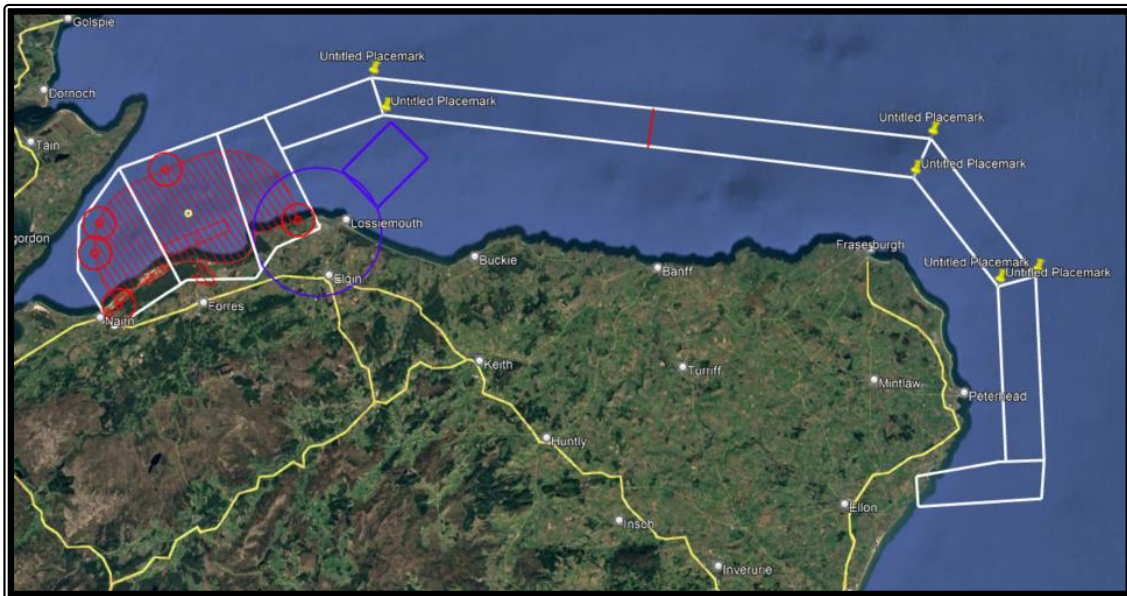 Golspie
Untitled Placemark
Dornoch
Untitled Placemark
Untitled Placemark
Tain
Untitled Placemark
Lossiemouth
gordon
Fraserburgh
Buckie
Banff
Untitled Placemark
Untitled Placemark
Elgin
Forres
Nairn
Keith
Turriff
Mintlaw
Peterhead
Huntly
Ellon
Insch
Inverurie